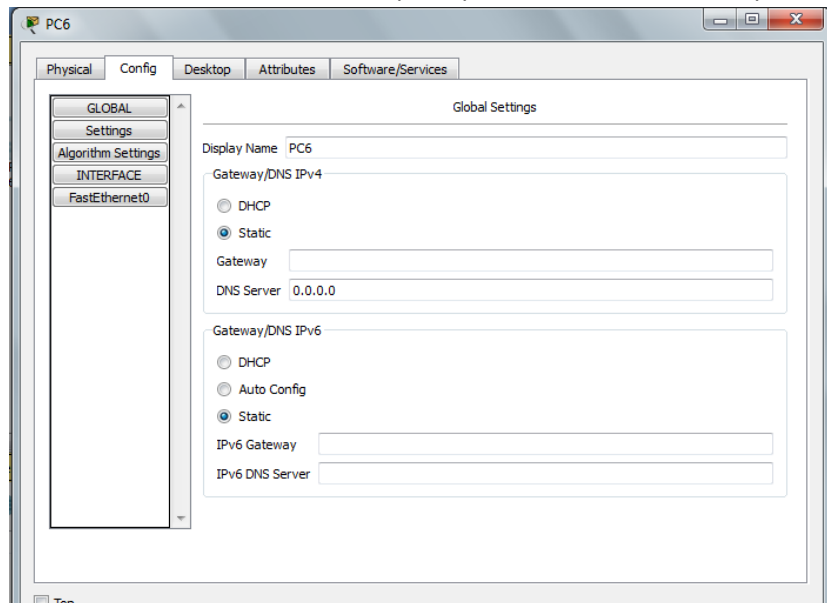 PC6
Physical Config Desktop Attributes Software/Services
GLOBAL
Settings
Algorithm Settings
INTERFACE
FastEthernet0
Global Settings
Display Name PC6
Gateway/DNS IPv4
DHCP
Static
Gateway
DNS Server 0.0.0.0
Gateway/DNS IPv6
DHCP
Auto Config
Static
IPv6 Gateway
IPv6 DNS Server
Top